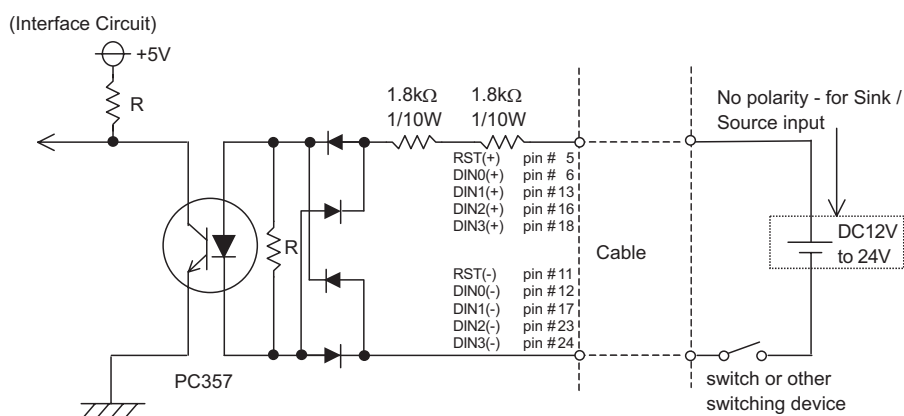 (Interface Circuit)
+5V
R
1.8kΩ
1/10W
1.8kΩ
1/10W
No polarity - for Sink /
Source input
RST(+) pin # 5
DIN0(+) pin # 6
DIN1(+) pin # 13
DIN2(+) pin # 16
DIN3(+) pin # 18
R
Cable
DC12V
to 24V
RST(-) pin # 11
DIN0(-) pin # 12
DIN1(-) pin # 17
DIN2(-) pin # 23
DIN3(-) pin # 24
PC357
switch or other
switching device